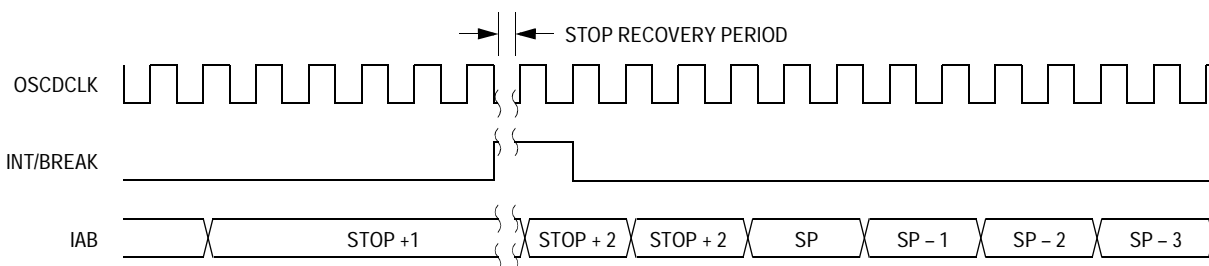 STOP RECOVERY PERIOD
OSCDCLK
INT/BREAK
IAB STOP +1 STOP + 2 STOP + 2 SP SP – 1 SP – 2 SP – 3